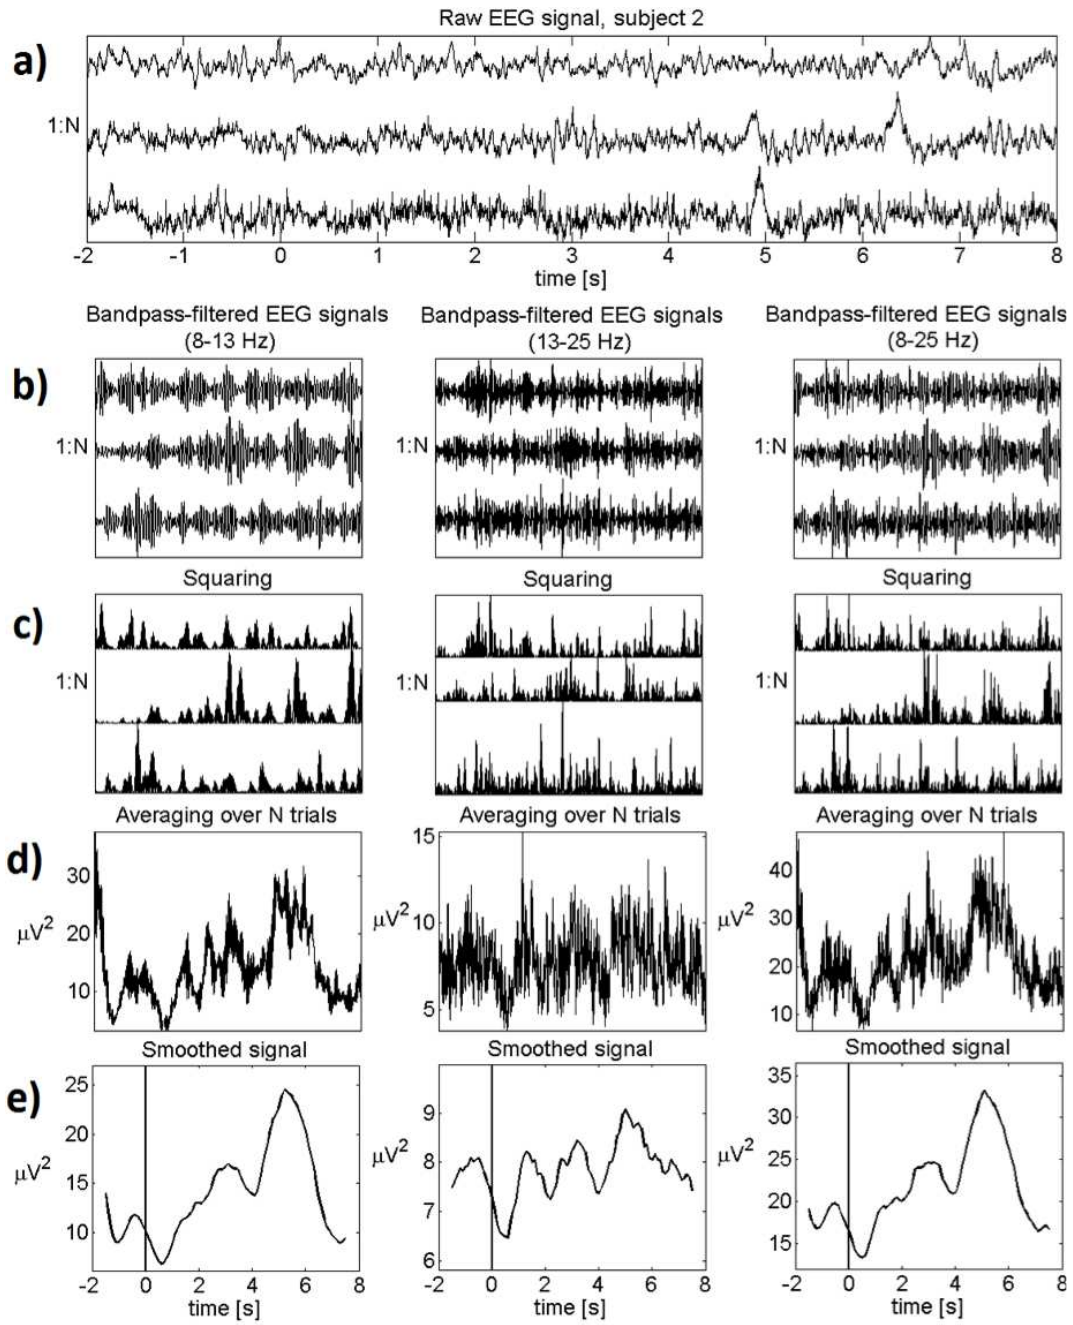 Raw EEG signal, subject 2
a)
1:N
-2 -1 0 1 2 3 4 5 6 7 8
time [s]
Bandpass-filtered EEG signals
(8-13 Hz)
Bandpass-filtered EEG signals
(13-25 Hz)
Bandpass-filtered EEG signals
(8-25 Hz)
b)
1:N
1:N
1:N
Squaring
Squaring
Squaring
c)
1:N
1:N
1:N
Averaging over N trials
Averaging over N trials
Averaging over N trials
d)
30
μV²
20
10
15
μV²
10
5
40
μV²
30
20
10
Smoothed signal
Smoothed signal
Smoothed signal
e)
25
20
μV²
15
10
-2 0 2 4 6 8
time [s]
9
μV²
8
7
6
-2 0 2 4 6 8
time [s]
35
30
μV²
25
20
15
-2 0 2 4 6 8
time [s]